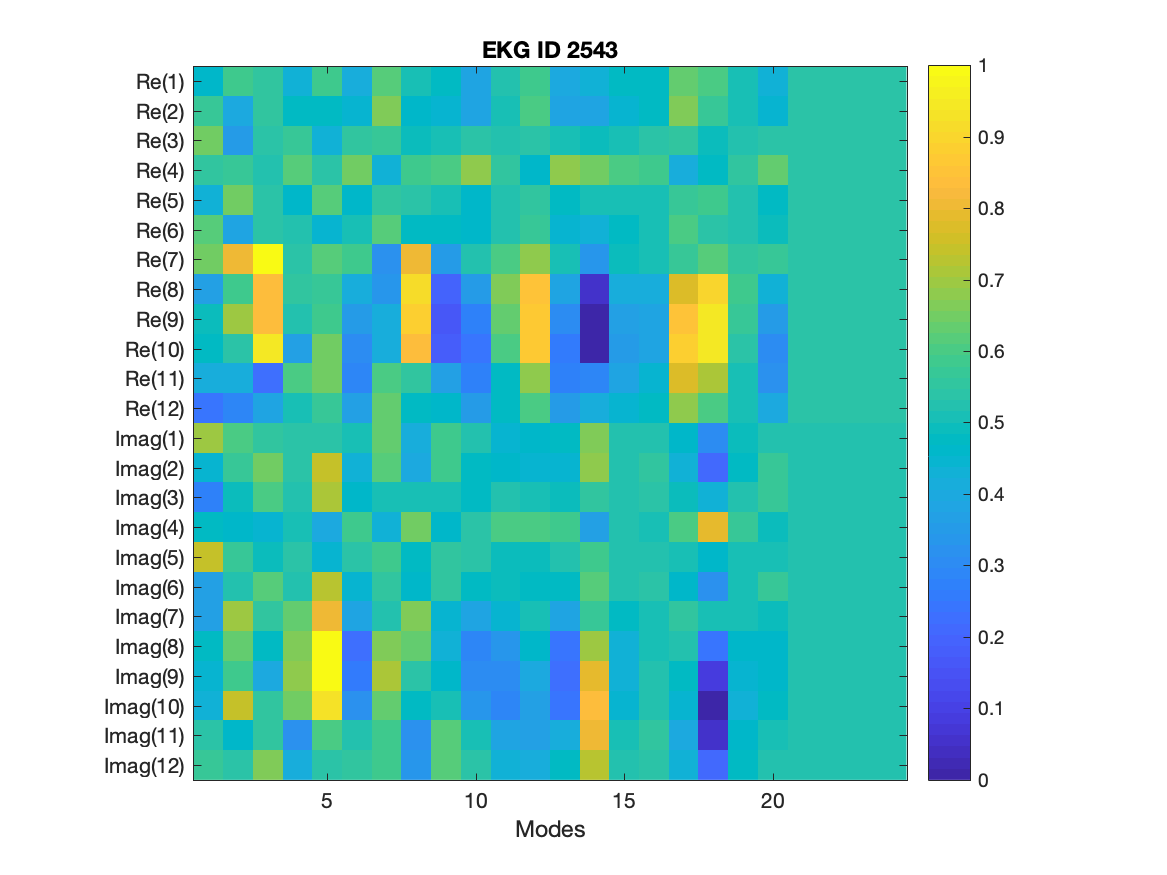 EKG ID 2543
Re(1)
Re(2)
Re(3)
Re(4)
Re(5)
Re(6)
Re(7)
Re(8)
Re(9)
Re(10)
Re(11)
Re(12)
Imag(1)
Imag(2)
Imag(3)
Imag(4)
Imag(5)
Imag(6)
Imag(7)
Imag(8)
Imag(9)
Imag(10)
Imag(11)
Imag(12)
5 10 15 20
Modes
1
0.9
0.8
0.7
0.6
0.5
0.4
0.3
0.2
0.1
0